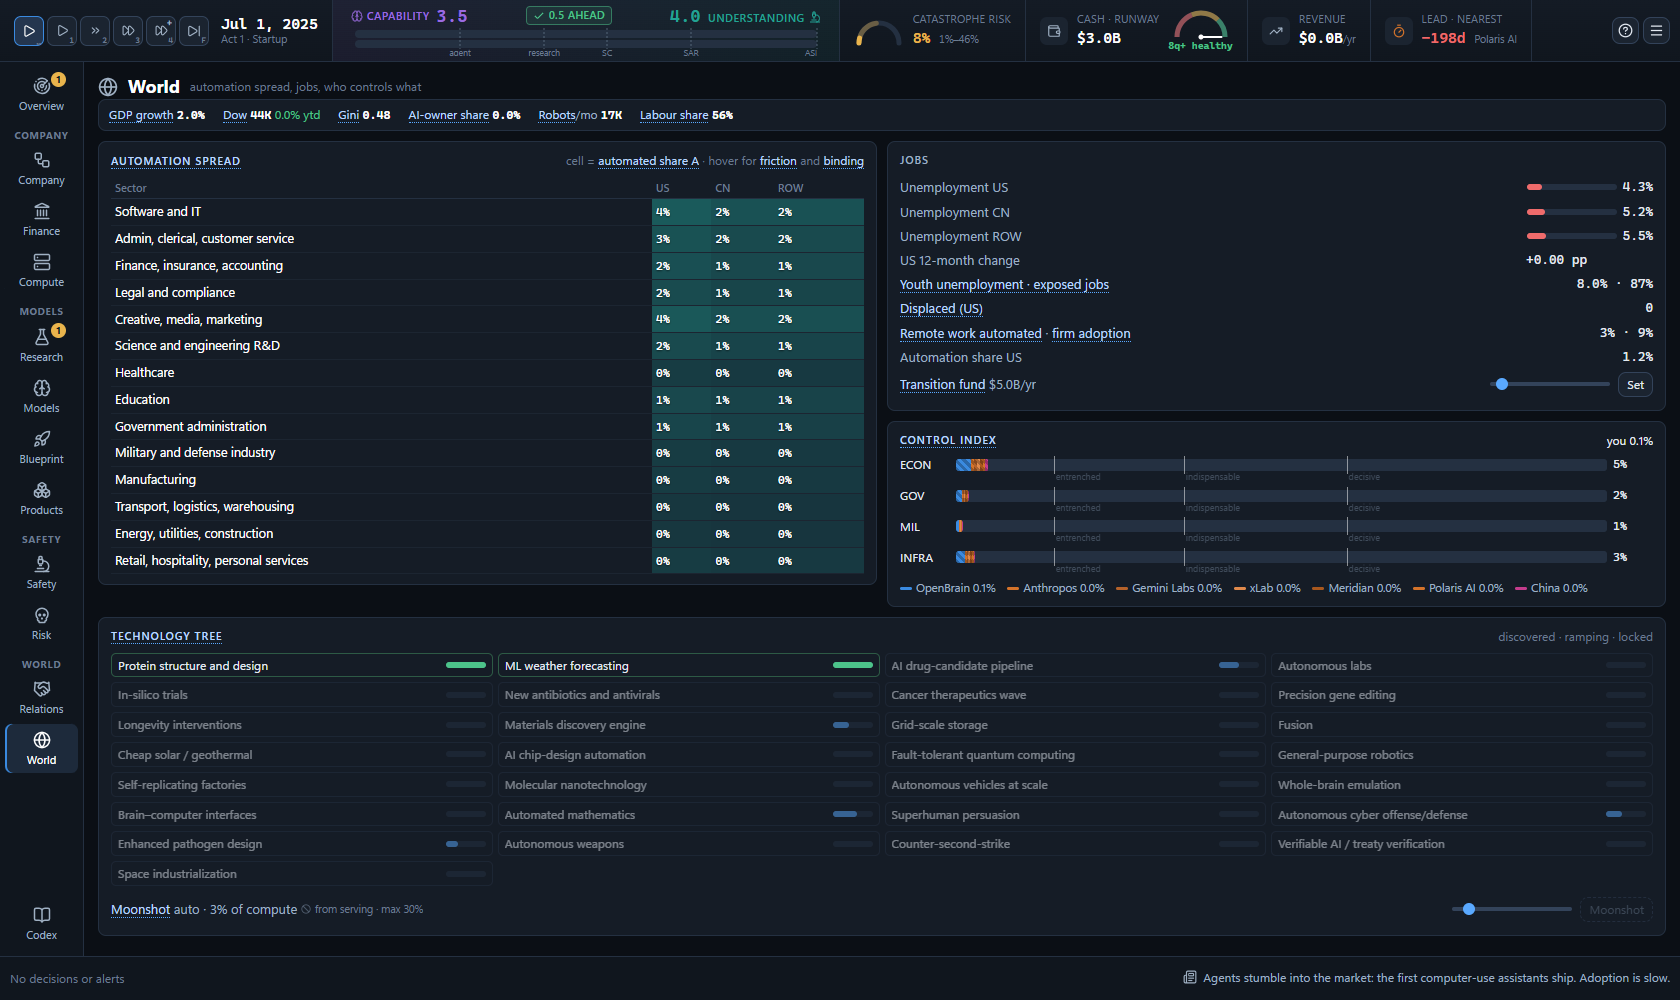 1
2
3
4
F
Jul 1, 2025
Act 1 · Startup
CAPABILITY 3.5
0.5 AHEAD
4.0 UNDERSTANDING
agent
research
SC
SAR
ASI
CATASTROPHE RISK
8% 1%–46%
CASH · RUNWAY
$3.0B
8q+ healthy
REVENUE
$0.0B/yr
LEAD · NEAREST
−198d Polaris AI
1
Overview
COMPANY
Company
Finance
Compute
MODELS
1
Research
Models
Blueprint
Products
SAFETY
Safety
Risk
WORLD
Relations
World
Codex
World automation spread, jobs, who controls what
GDP growth 2.0% Dow 44K 0.0% ytd Gini 0.48 AI-owner share 0.0% Robots/mo 17K Labour share 56%
AUTOMATION SPREAD
cell = automated share A · hover for friction and binding
Sector US CN ROW
Software and IT 4% 2% 2%
Admin, clerical, customer service 3% 2% 2%
Finance, insurance, accounting 2% 1% 1%
Legal and compliance 2% 1% 1%
Creative, media, marketing 4% 2% 2%
Science and engineering R&D 2% 1% 1%
Healthcare 0% 0% 0%
Education 1% 1% 1%
Government administration 1% 1% 1%
Military and defense industry 0% 0% 0%
Manufacturing 0% 0% 0%
Transport, logistics, warehousing 0% 0% 0%
Energy, utilities, construction 0% 0% 0%
Retail, hospitality, personal services 0% 0% 0%
JOBS
Unemployment US 4.3%
Unemployment CN 5.2%
Unemployment ROW 5.5%
US 12-month change +0.00 pp
Youth unemployment · exposed jobs 8.0% · 87%
Displaced (US) 0
Remote work automated · firm adoption 3% · 9%
Automation share US 1.2%
Transition fund $5.0B/yr Set
CONTROL INDEX you 0.1%
ECON 5%
entrenched indispensable decisive
GOV 2%
entrenched indispensable decisive
MIL 1%
entrenched indispensable decisive
INFRA 3%
entrenched indispensable decisive
OpenBrain 0.1% Anthropos 0.0% Gemini Labs 0.0% xLab 0.0% Meridian 0.0% Polaris AI 0.0% China 0.0%
TECHNOLOGY TREE discovered · ramping · locked
Protein structure and design ML weather forecasting AI drug-candidate pipeline Autonomous labs
In-silico trials New antibiotics and antivirals Cancer therapeutics wave Precision gene editing
Longevity interventions Materials discovery engine Grid-scale storage Fusion
Cheap solar / geothermal AI chip-design automation Fault-tolerant quantum computing General-purpose robotics
Self-replicating factories Molecular nanotechnology Autonomous vehicles at scale Whole-brain emulation
Brain–computer interfaces Automated mathematics Superhuman persuasion Autonomous cyber offense/defense
Enhanced pathogen design Autonomous weapons Counter-second-strike Verifiable AI / treaty verification
Space industrialization
Moonshot auto · 3% of compute from serving · max 30% Moonshot
No decisions or alerts
Agents stumble into the market: the first computer-use assistants ship. Adoption is slow.